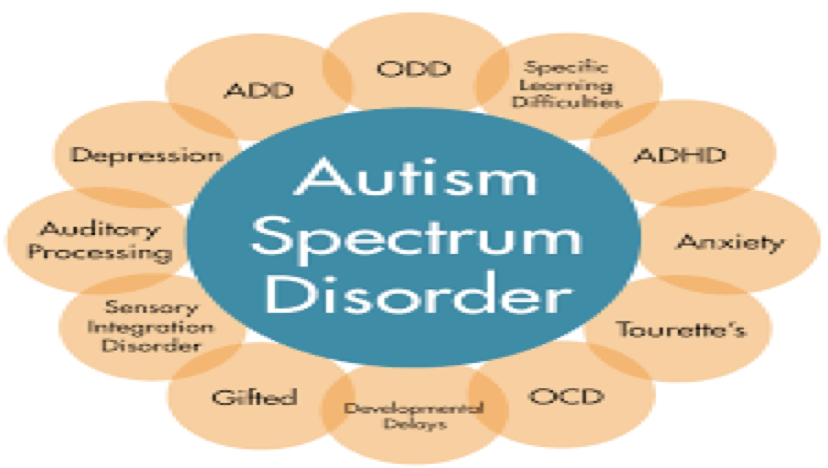 Autism
Spectrum
Disorder
ODD
Specific
Learning
Difficulties
ADHD
Anxiety
Tourette's
OCD
Developmental
Delays
Gifted
Sensory
Integration
Disorder
Auditory
Processing
Depression
ADD